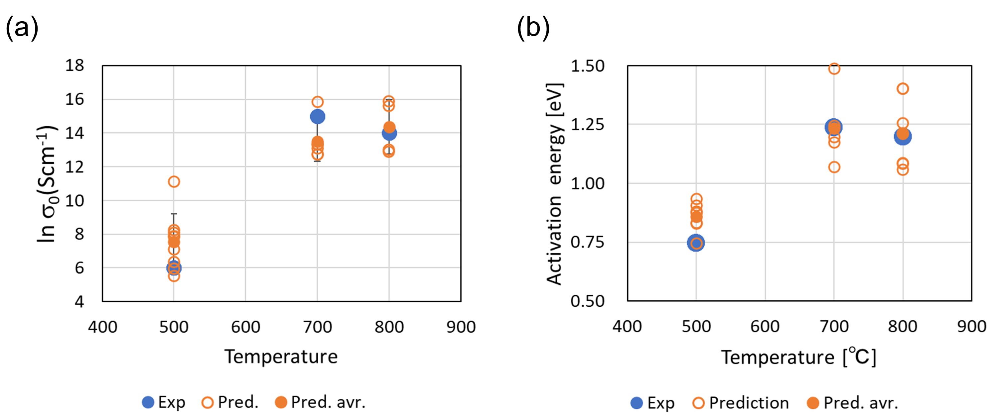 (a)
(b)
ln σ₀(Scm⁻¹)
18
16
14
12
10
8
6
4
400 500 600 700 800 900
Temperature
Exp Pred. Pred. avr.
Activation energy [eV]
1.50
1.25
1.00
0.75
0.50
400 500 600 700 800 900
Temperature [℃]
Exp Prediction Pred. avr.